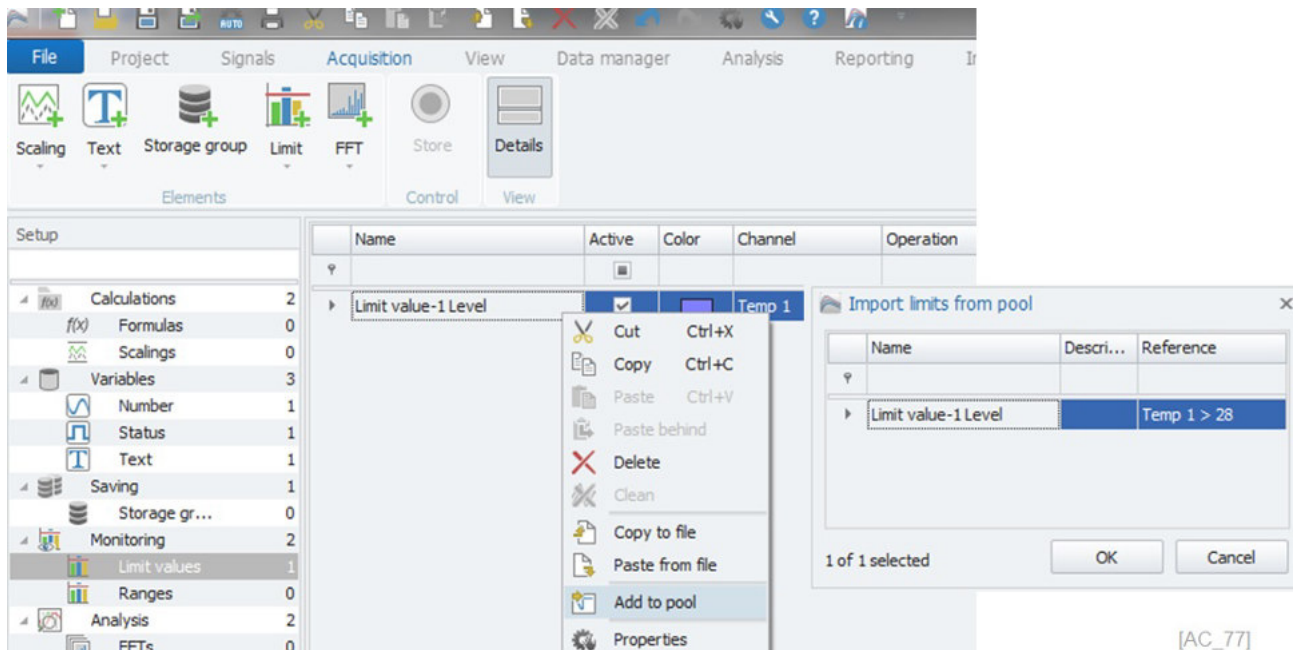 AUTO
File Project Signals Acquisition View Data manager Analysis Reporting
Scaling Text Storage group Limit FFT Store Details
Elements Control View
Setup
Name Active Color Channel Operation
Calculations 2
f(x) Formulas 0
Scalings 0
Variables 3
Number 1
Status 1
Text 1
Saving 1
Storage gr... 0
Monitoring 2
Limit values 1
Ranges 0
Analysis 2
FFTs 0
Limit value-1 Level Temp 1
Cut Ctrl+X
Copy Ctrl+C
Paste Ctrl+V
Paste behind
Delete
Clean
Copy to file
Paste from file
Add to pool
Properties
Import limits from pool
Name Descri... Reference
Limit value-1 Level Temp 1 > 28
1 of 1 selected OK Cancel
[AC_77]